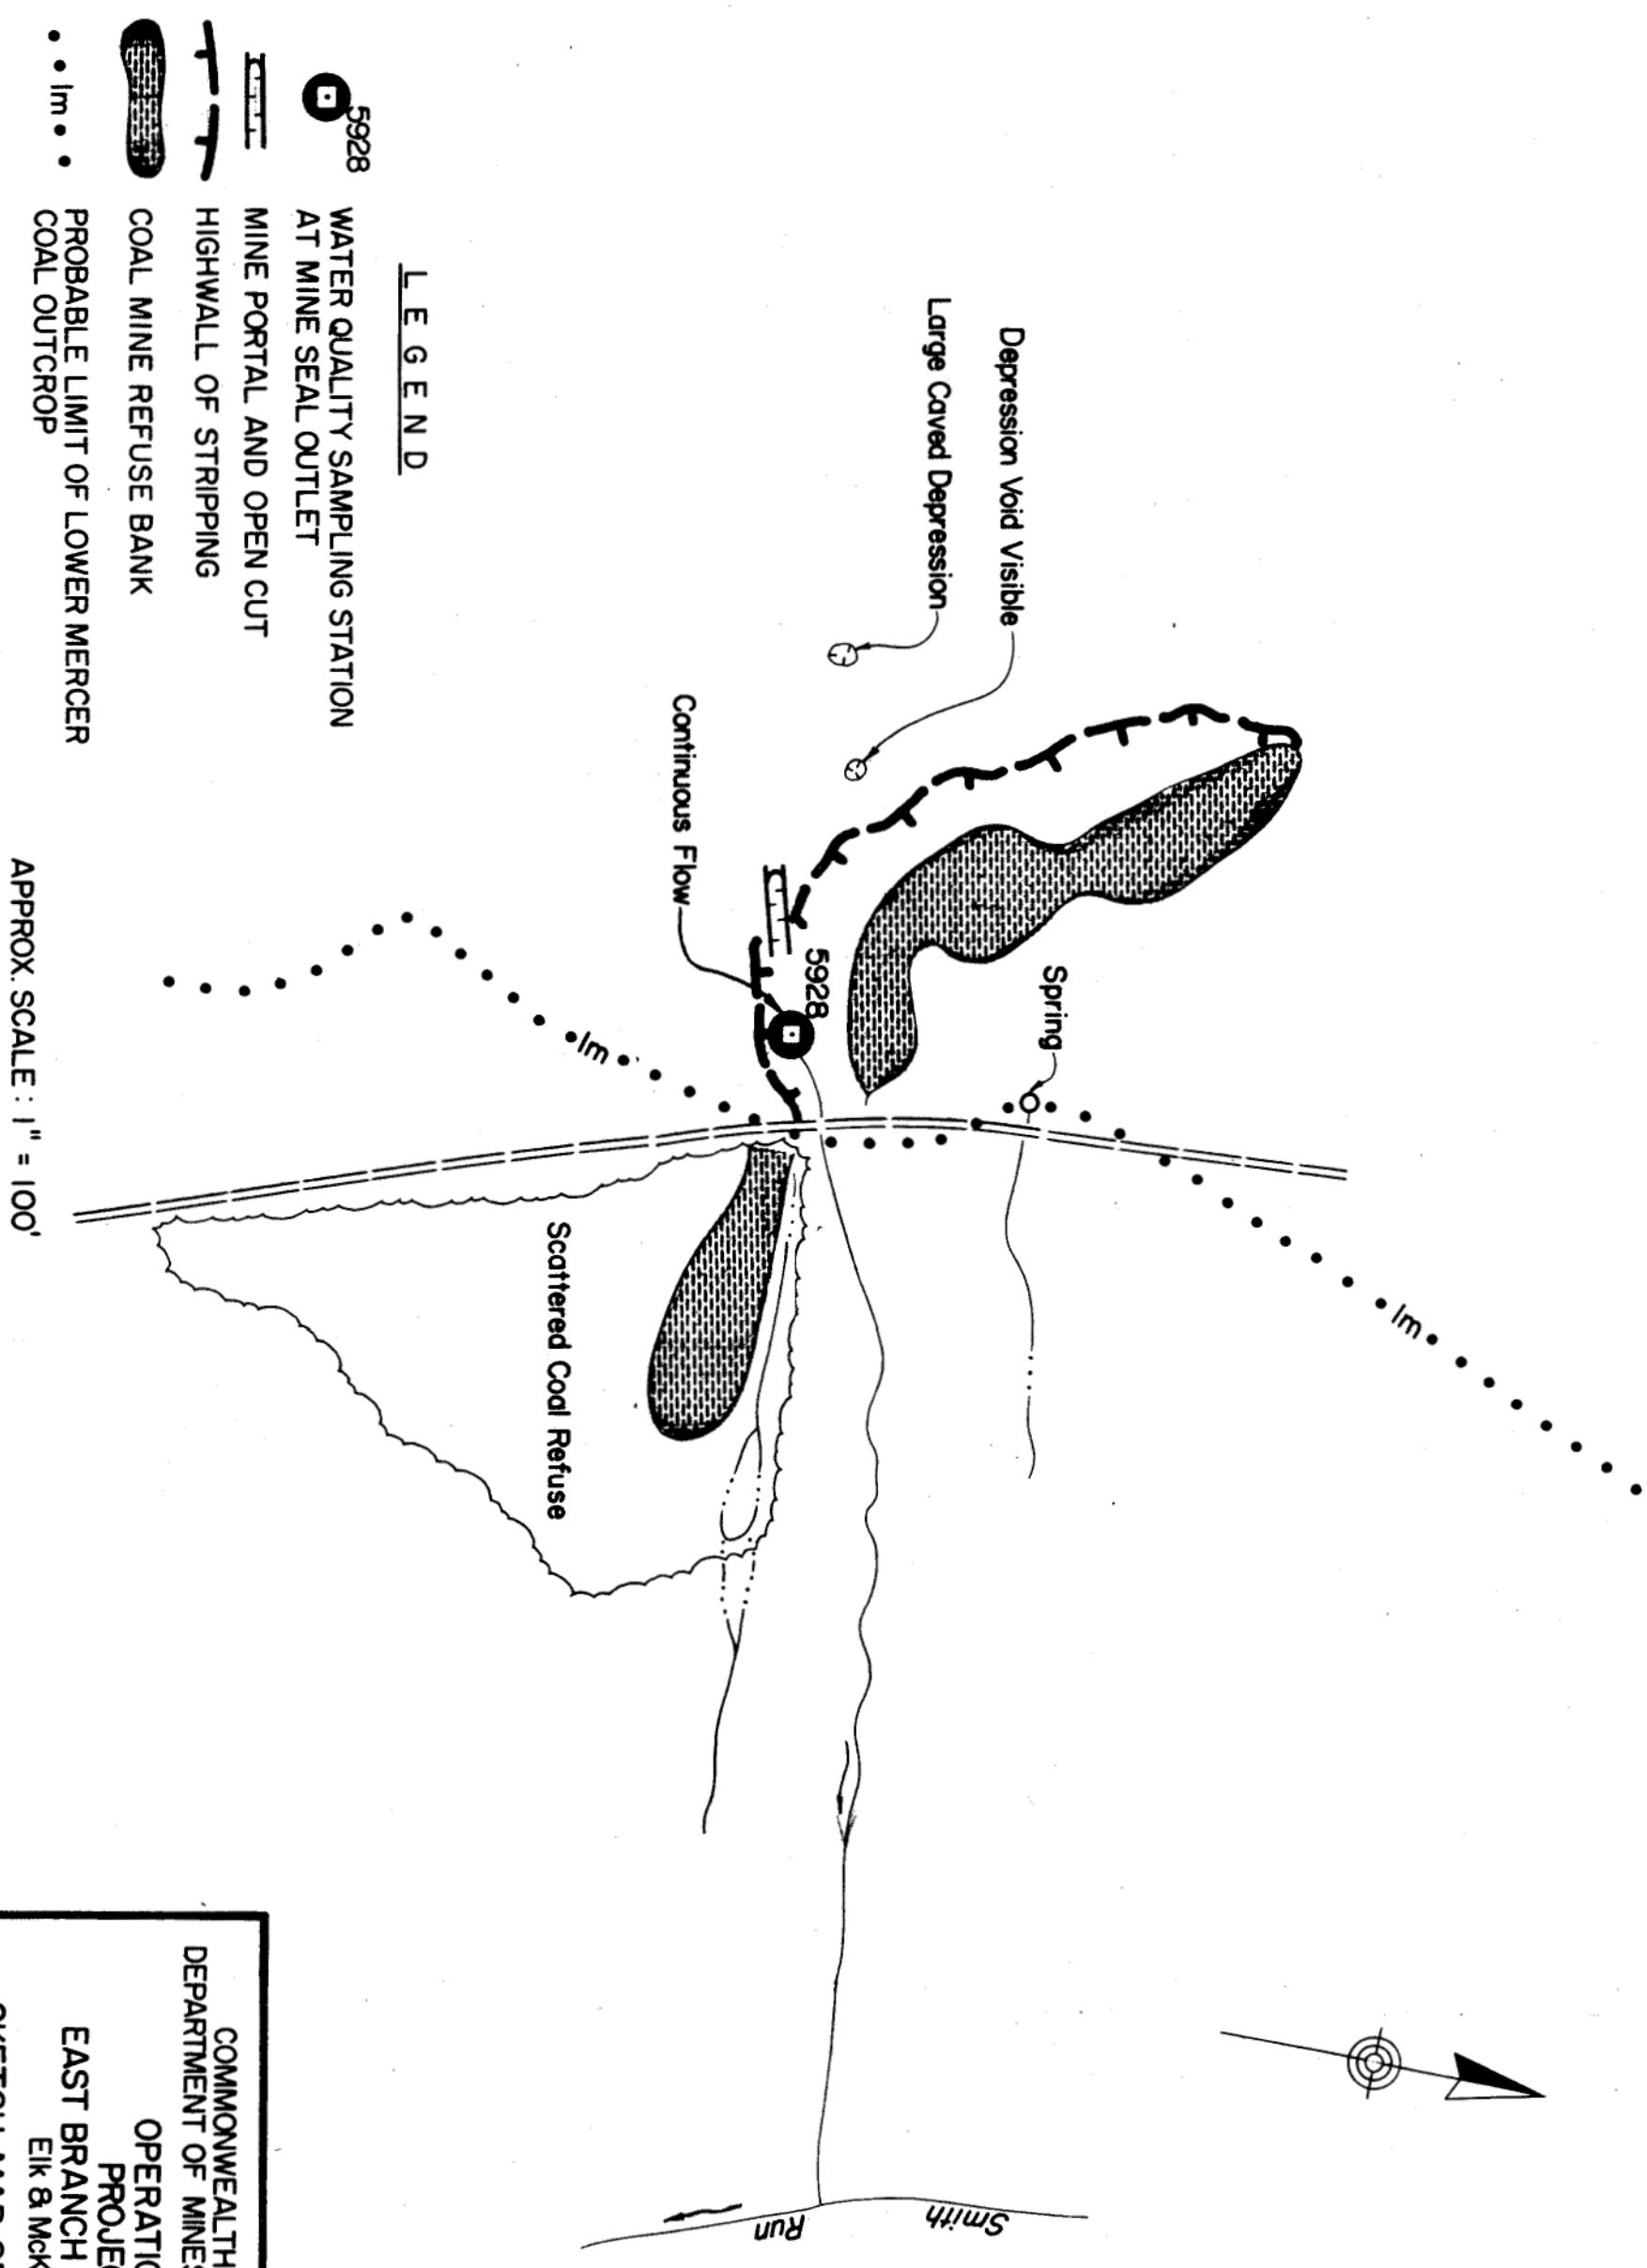 Depression Void Visible
Large Caved Depression
Continuous Flow
5928
Spring
lm
lm
Scattered Coal Refuse
Smith
Run
LEGEND
5928
WATER QUALITY SAMPLING STATION
AT MINE SEAL OUTLET
MINE PORTAL AND OPEN CUT
HIGHWALL OF STRIPPING
COAL MINE REFUSE BANK
lm
PROBABLE LIMIT OF LOWER MERCER
COAL OUTCROP
APPROX. SCALE : 1" = 100'
COMMONWEALTH
DEPARTMENT OF MINES
OPERATIO
PROJE
EAST BRANCH
Elk & McK